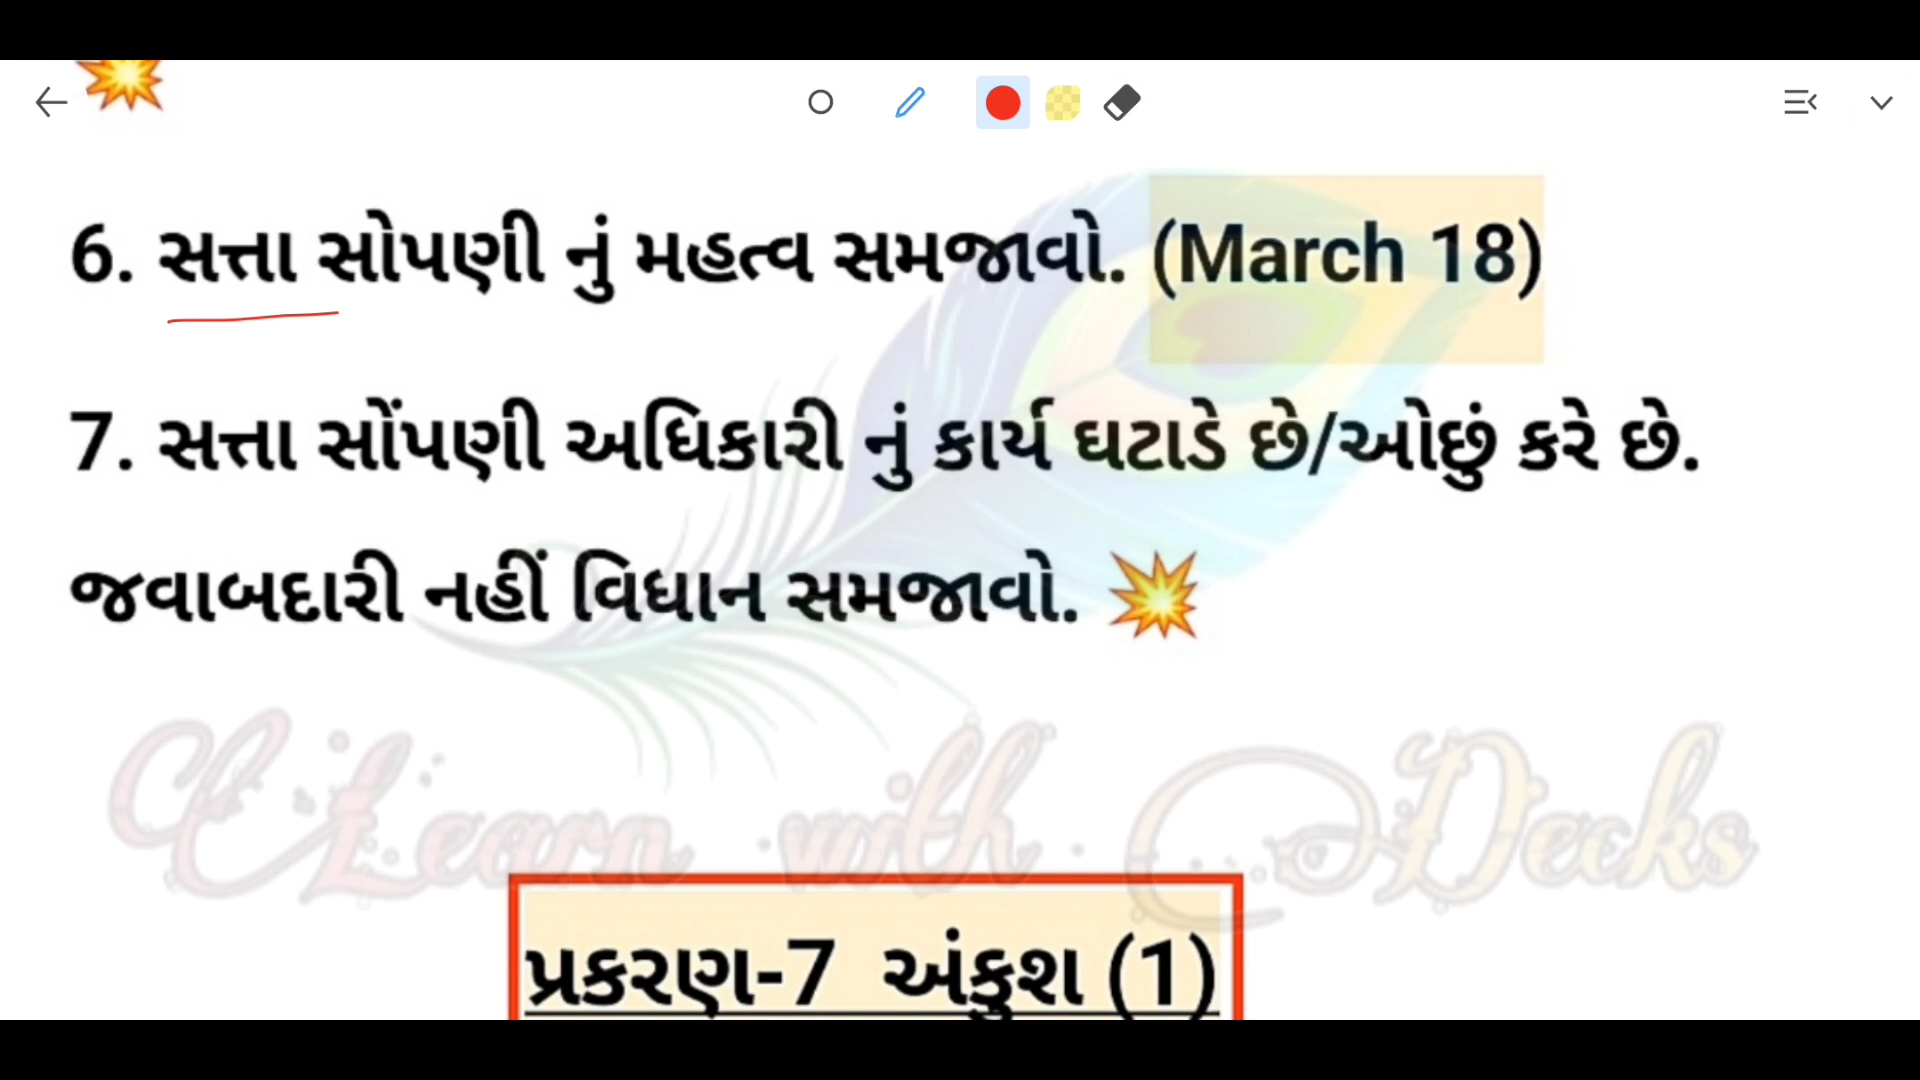 6. સત્તા સોપણી નું મહત્વ સમજાવો. (March 18)
7. સત્તા સોંપણી અધિકારી નું કાર્ય ઘટાડે છે/ઓછું કરે છે.
જવાબદારી નહીં વિધાન સમજાવો.
Learn with Decks
પ્રકરણ-7 અંકુશ (1)